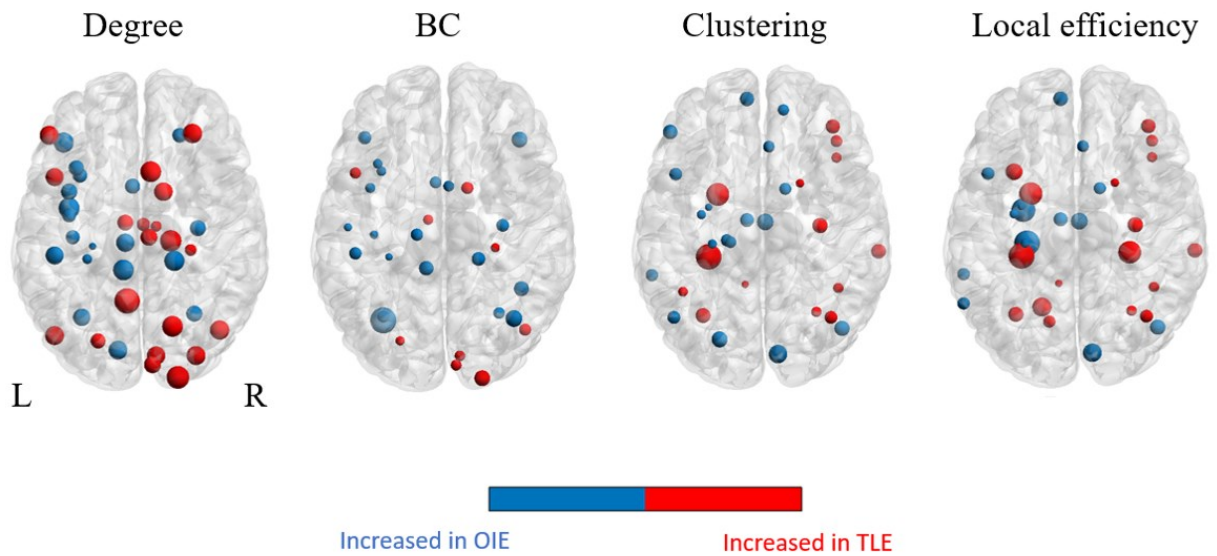 Degree
BC
Clustering
Local efficiency
L
R
Increased in OIE
Increased in TLE